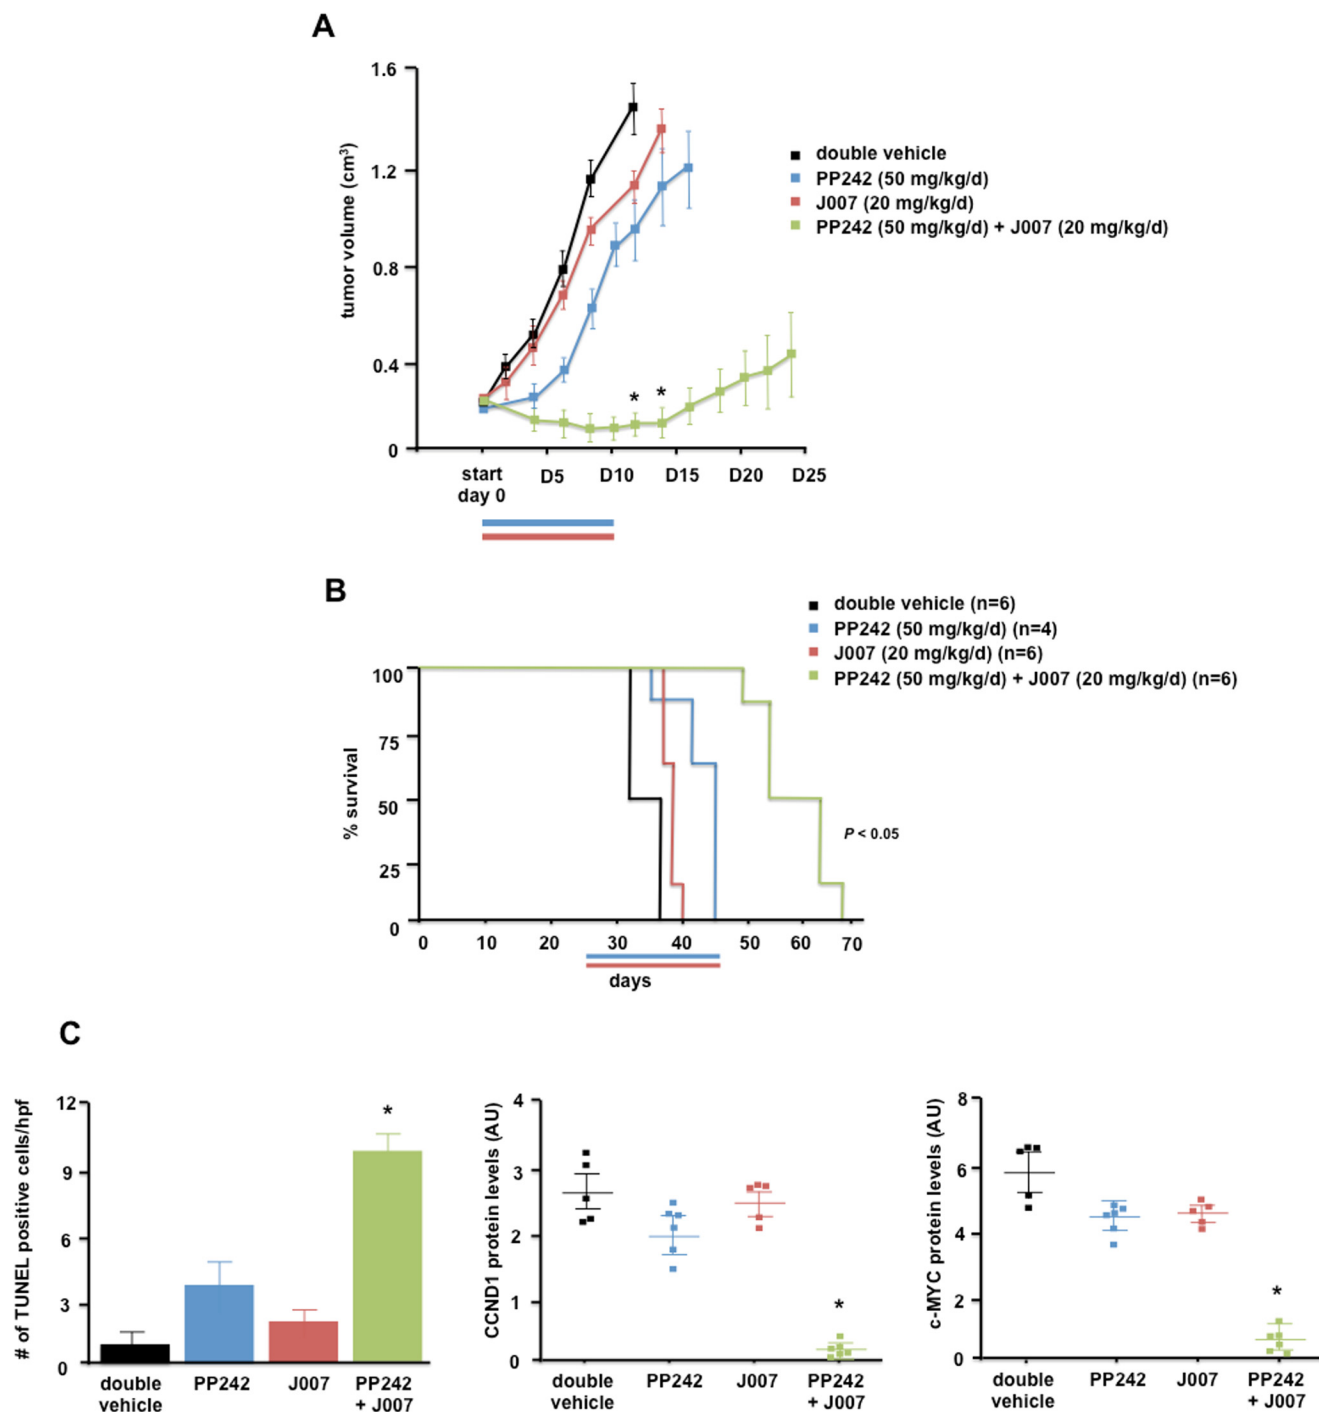 A
1.6
1.2
0.8
0.4
0
tumor volume (cm³)
double vehicle
PP242 (50 mg/kg/d)
J007 (20 mg/kg/d)
PP242 (50 mg/kg/d) + J007 (20 mg/kg/d)
* *
start
day 0
D5 D10 D15 D20 D25
B
double vehicle (n=6)
PP242 (50 mg/kg/d) (n=4)
J007 (20 mg/kg/d) (n=6)
PP242 (50 mg/kg/d) + J007 (20 mg/kg/d) (n=6)
100
75
50
25
0
% survival
P < 0.05
0 10 20 30 40 50 60 70
days
C
# of TUNEL positive cells/hpf
12
9
6
3
0
*
double
vehicle
PP242
J007
PP242
+ J007
CCND1 protein levels (AU)
4
3
2
1
0
*
double
vehicle
PP242
J007
PP242
+ J007
c-MYC protein levels (AU)
8
6
4
2
0
*
double
vehicle
PP242
J007
PP242
+ J007